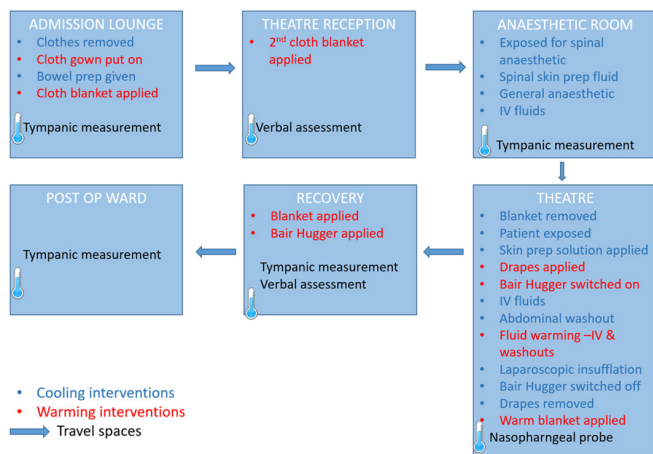 ADMISSION LOUNGE
• Clothes removed
• Cloth gown put on
• Bowel prep given
• Cloth blanket applied
Tympanic measurement
THEATRE RECEPTION
• 2nd cloth blanket
applied
Verbal assessment
ANAESTHETIC ROOM
• Exposed for spinal
anaesthetic
• Spinal skin prep fluid
• General anaesthetic
• IV fluids
Tympanic measurement
THEATRE
• Blanket removed
• Patient exposed
• Skin prep solution applied
• Drapes applied
• Bair Hugger switched on
• IV fluids
• Abdominal washout
• Fluid warming –IV &
washouts
• Laparoscopic insufflation
• Bair Hugger switched off
• Drapes removed
• Warm blanket applied
Nasopharngeal probe
RECOVERY
• Blanket applied
• Bair Hugger applied
Tympanic measurement
Verbal assessment
POST OP WARD
Tympanic measurement
• Cooling interventions
• Warming interventions
Travel spaces